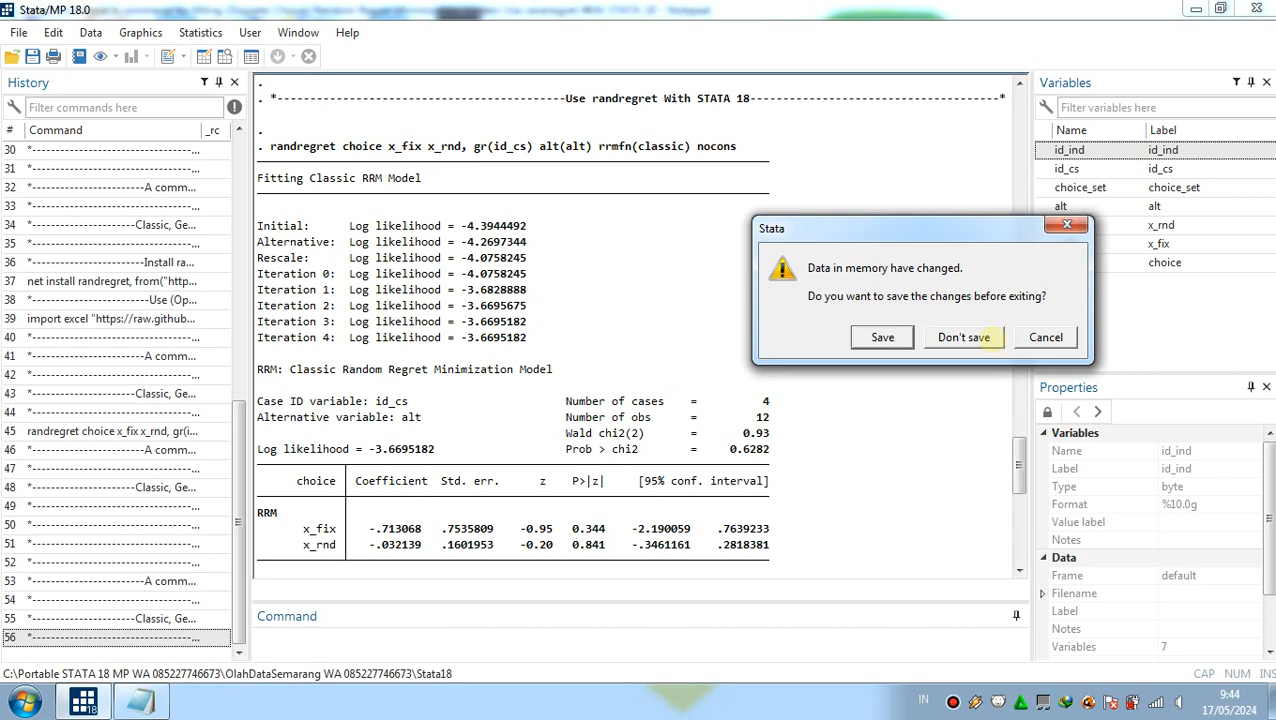 Stata/MP 18.0
File Edit Data Graphics Statistics User Window Help
History
Filter commands here
# Command _rc
30 *---------------------------------...
31 *---------------------------------...
32 *------------------------A comm...
33 *---------------------------------...
34 *----------------------Classic, Ge...
35 *---------------------------------...
36 *------------------------Install ra...
37 net install randregret, from("http...
38 *-------------------------Use (Op...
39 import excel "https://raw.github...
40 *---------------------------------...
41 *------------------------A comm...
42 *---------------------------------...
43 *----------------------Classic, Ge...
44 *---------------------------------...
45 randregret choice x_fix x_rnd, gr(i...
46 *------------------------A comm...
47 *---------------------------------...
48 *----------------------Classic, Ge...
49 *---------------------------------...
50 *---------------------------------...
51 *---------------------------------...
52 *---------------------------------...
53 *------------------------A comm...
54 *---------------------------------...
55 *----------------------Classic, Ge...
56 *---------------------------------...
.
. *---------------------------------------Use randregret With STATA 18----------------------------------*
.
. randregret choice x_fix x_rnd, gr(id_cs) alt(alt) rrmfn(classic) nocons
Fitting Classic RRM Model
Initial: Log likelihood = -4.3944492
Alternative: Log likelihood = -4.2697344
Rescale: Log likelihood = -4.0758245
Iteration 0: Log likelihood = -4.0758245
Iteration 1: Log likelihood = -3.6828888
Iteration 2: Log likelihood = -3.6695675
Iteration 3: Log likelihood = -3.6695182
Iteration 4: Log likelihood = -3.6695182
RRM: Classic Random Regret Minimization Model
Case ID variable: id_cs Number of cases = 4
Alternative variable: alt Number of obs = 12
Wald chi2(2) = 0.93
Log likelihood = -3.6695182 Prob > chi2 = 0.6282
choice Coefficient Std. err. z P>|z| [95% conf. interval]
RRM
x_fix -.713068 .7535809 -0.95 0.344 -2.190059 .7639233
x_rnd -.032139 .1601953 -0.20 0.841 -.3461161 .2818381
Command
Stata
Data in memory have changed.
Do you want to save the changes before exiting?
Save Don't save Cancel
Variables
Filter variables here
Name Label
id_ind id_ind
id_cs id_cs
choice_set choice_set
alt alt
x_rnd
x_fix
choice
Properties
Variables
Name id_ind
Label id_ind
Type byte
Format %10.0g
Value label
Notes
Data
Frame default
Filename
Label
Notes
Variables 7
C:\Portable STATA 18 MP WA 085227746673\OlahDataSemarang WA 085227746673\Stata18
CAP NUM INS
18
IN
9:44
17/05/2024